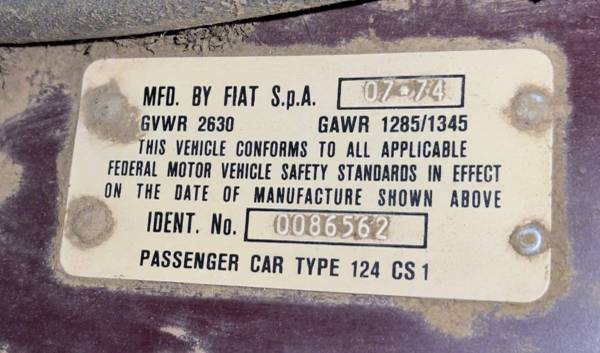 MFD. BY FIAT S.p.A. 07-74
GVWR 2630 GAWR 1285/1345
THIS VEHICLE CONFORMS TO ALL APPLICABLE
FEDERAL MOTOR VEHICLE SAFETY STANDARDS IN EFFECT
ON THE DATE OF MANUFACTURE SHOWN ABOVE
IDENT. No. 0086562
PASSENGER CAR TYPE 124 CS1